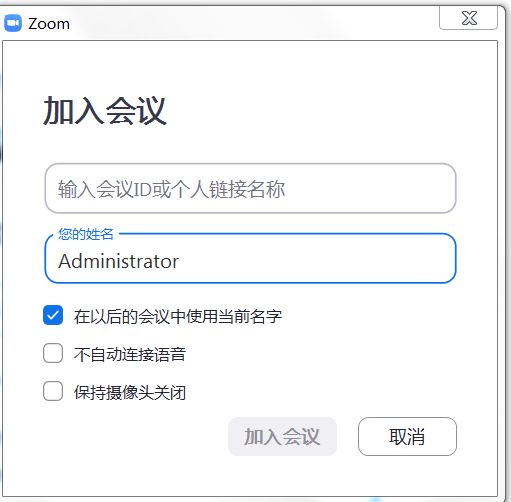 Zoom
加入会议
输入会议ID或个人链接名称
您的姓名
Administrator
在以后的会议中使用当前名字
不自动连接语音
保持摄像头关闭
加入会议 取消